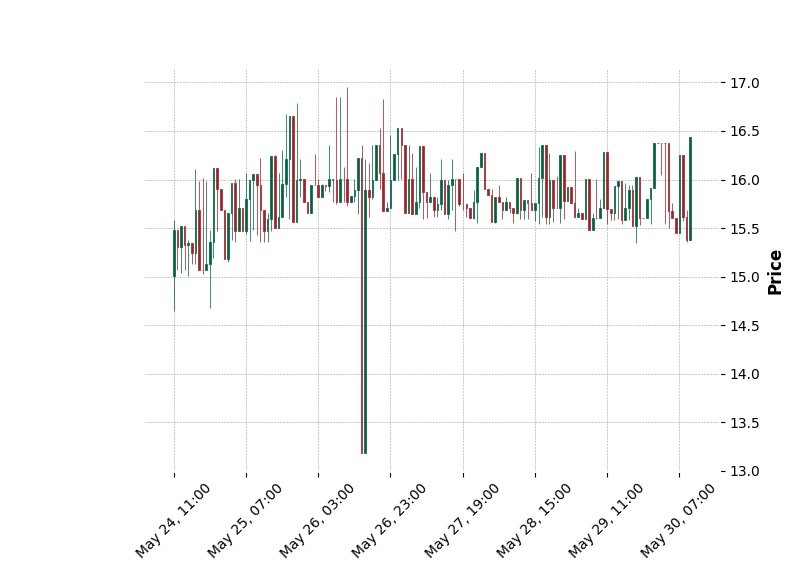 17.0
16.5
16.0
15.5
15.0
14.5
14.0
13.5
13.0
Price
May 24, 11:00
May 25, 07:00
May 26, 03:00
May 26, 23:00
May 27, 19:00
May 28, 15:00
May 29, 11:00
May 30, 07:00